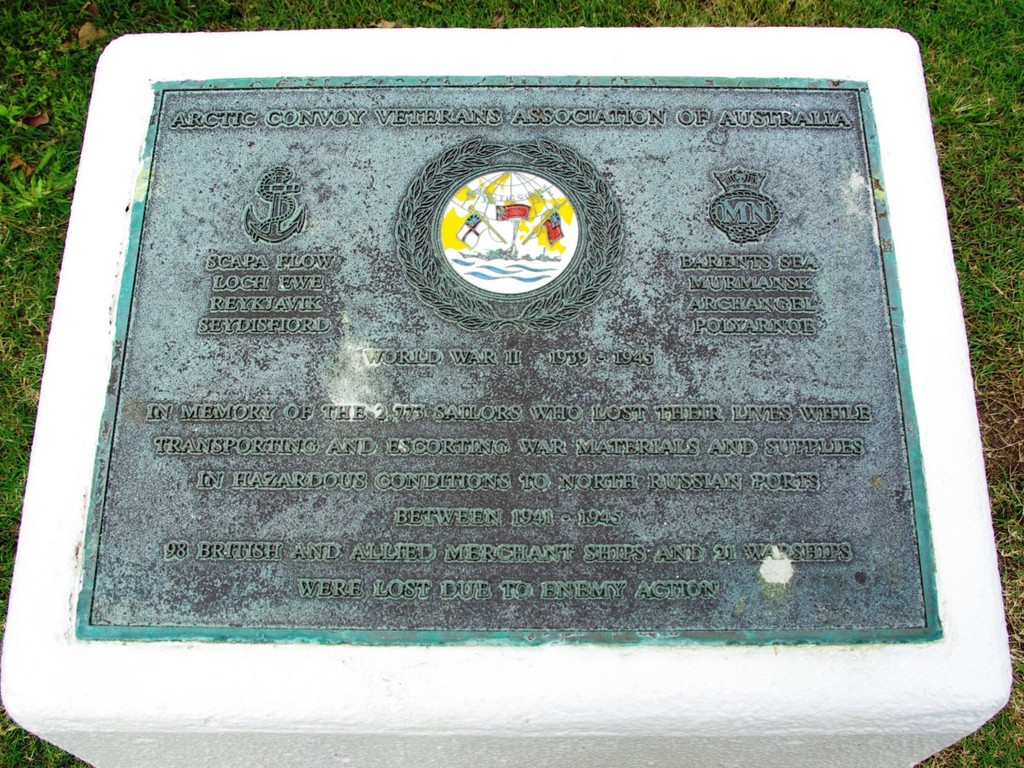 ARCTIC CONVOY VETERANS ASSOCIATION OF AUSTRALIA
MN
SCAPA FLOW
LOCH EWE
REYKJAVIK
SEYDISFIORD
BARENTS SEA
MURMANSK
ARCHANGEL
POLYARNOE
WORLD WAR II 1939 - 1945
IN MEMORY OF THE 2,773 SAILORS WHO LOST THEIR LIVES WHILE
TRANSPORTING AND ESCORTING WAR MATERIALS AND SUPPLIES
IN HAZARDOUS CONDITIONS TO NORTH RUSSIAN PORTS
BETWEEN 1941 - 1945
98 BRITISH AND ALLIED MERCHANT SHIPS AND 21 WARSHIPS
WERE LOST DUE TO ENEMY ACTION